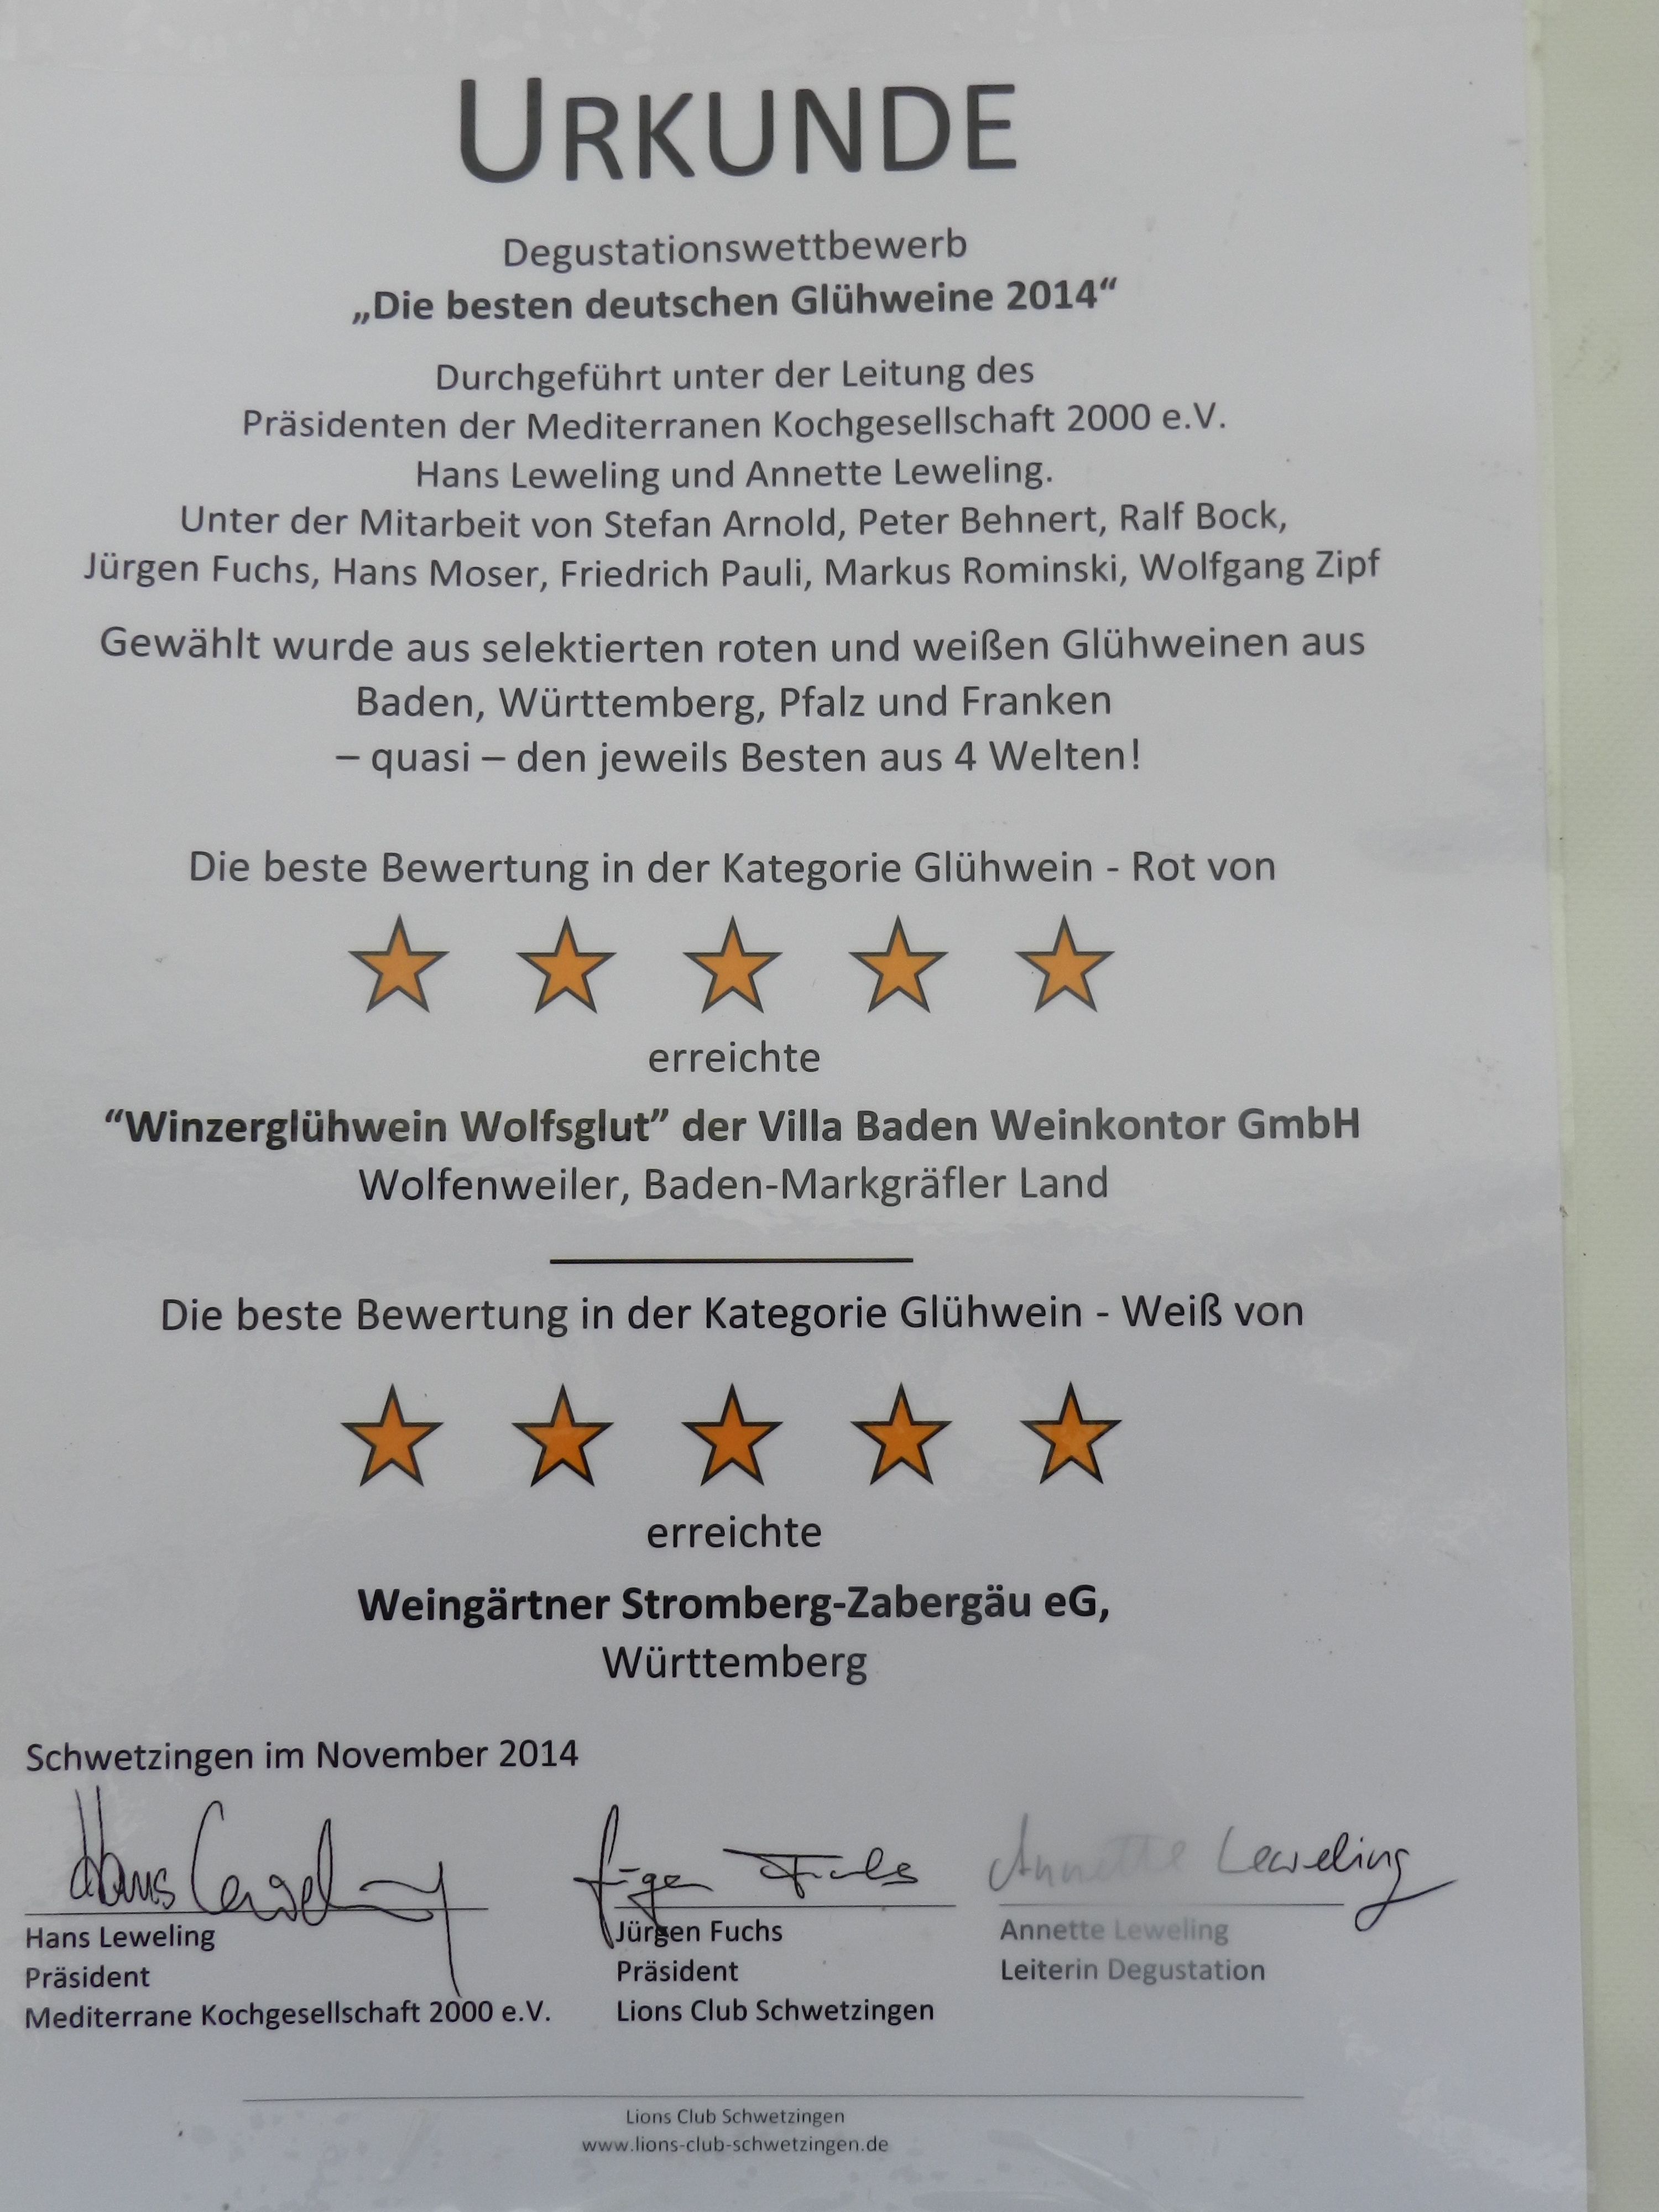 URKUNDE
Degustationswettbewerb
„Die besten deutschen Glühweine 2014“
Durchgeführt unter der Leitung des
Präsidenten der Mediterranen Kochgesellschaft 2000 e.V.
Hans Leweling und Annette Leweling.
Unter der Mitarbeit von Stefan Arnold, Peter Behnert, Ralf Bock,
Jürgen Fuchs, Hans Moser, Friedrich Pauli, Markus Rominski, Wolfgang Zipf
Gewählt wurde aus selektierten roten und weißen Glühweinen aus
Baden, Württemberg, Pfalz und Franken
– quasi – den jeweils Besten aus 4 Welten!
Die beste Bewertung in der Kategorie Glühwein - Rot von
erreichte
“Winzerglühwein Wolfsglut” der Villa Baden Weinkontor GmbH
Wolfenweiler, Baden-Markgräfler Land
Die beste Bewertung in der Kategorie Glühwein - Weiß von
erreichte
Weingärtner Stromberg-Zabergäu eG,
Württemberg
Schwetzingen im November 2014
Hans Leweling Jürgen Fuchs Annette Leweling
Hans Leweling Jürgen Fuchs Annette Leweling
Präsident Präsident Leiterin Degustation
Mediterrane Kochgesellschaft 2000 e.V. Lions Club Schwetzingen
Lions Club Schwetzingen
www.lions-club-schwetzingen.de